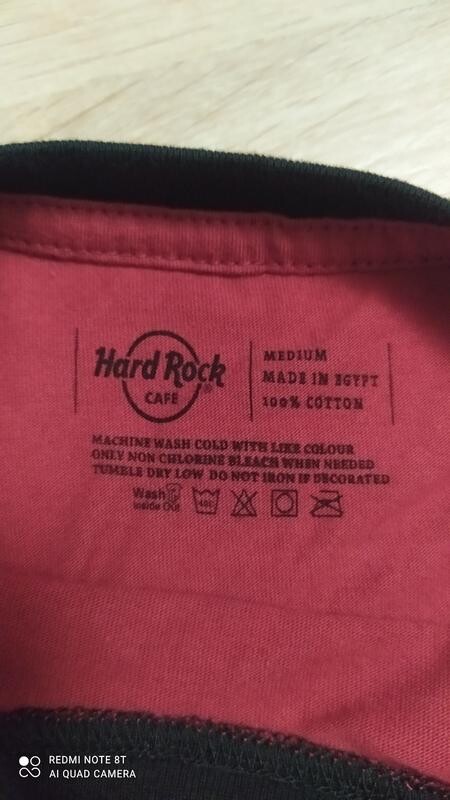 Hard Rock
CAFE
®
MEDIUM
MADE IN EGYPT
100% COTTON
MACHINE WASH COLD WITH LIKE COLOUR
ONLY NON CHLORINE BLEACH WHEN NEEDED
TUMBLE DRY LOW DO NOT IRON IF DECORATED
Wash
Inside Out
REDMI NOTE 8T
AI QUAD CAMERA